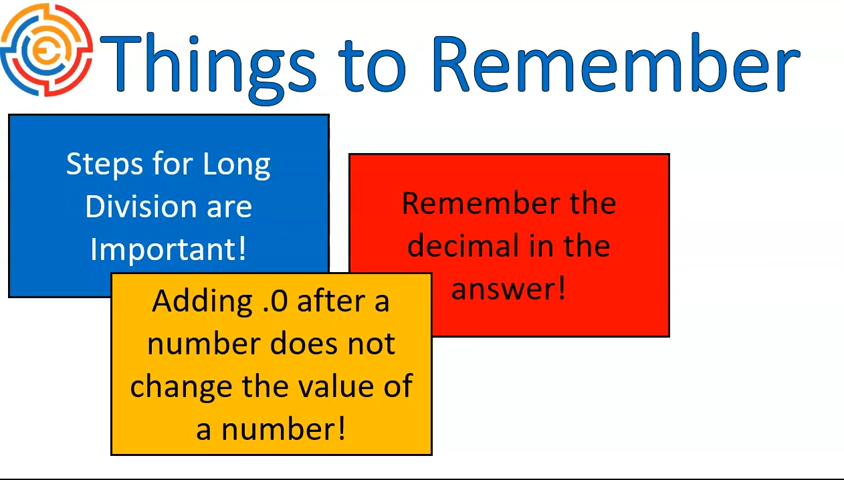 Things to Remember
Steps for Long
Division are
Important!
Remember the
decimal in the
answer!
Adding .0 after a
number does not
change the value of
a number!